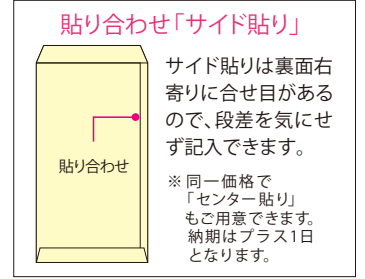 貼り合わせ「サイド貼り」
サイド貼りは裏面右
寄りに合せ目がある
ので、段差を気にせ
ず記入できます。
貼り合わせ
※同一価格で
「センター貼り」
もご用意できます。
納期はプラス1日
となります。